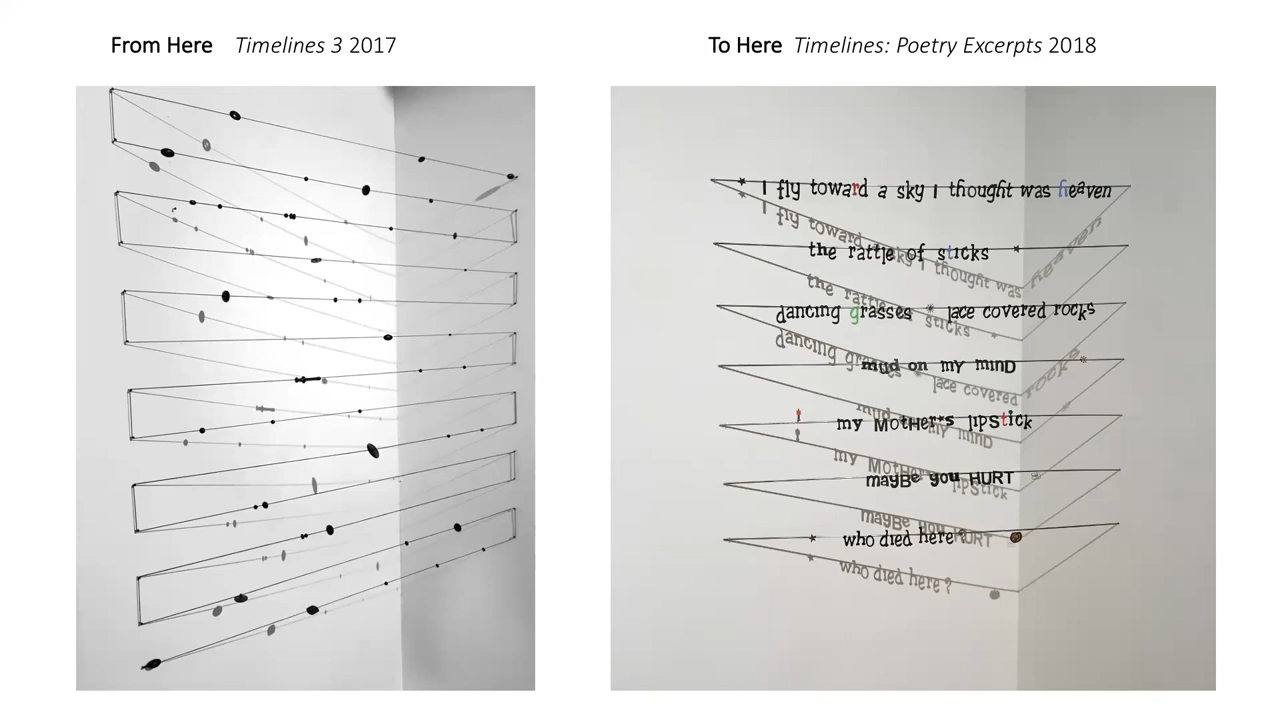 From Here Timelines 3 2017
To Here Timelines: Poetry Excerpts 2018
I fly toward a sky I thought was heaven
the rattle of sticks
dancing grasses * lace covered rocks
mud on my minD
my MotHer's lipstick
mayBe you HURT
who died here?